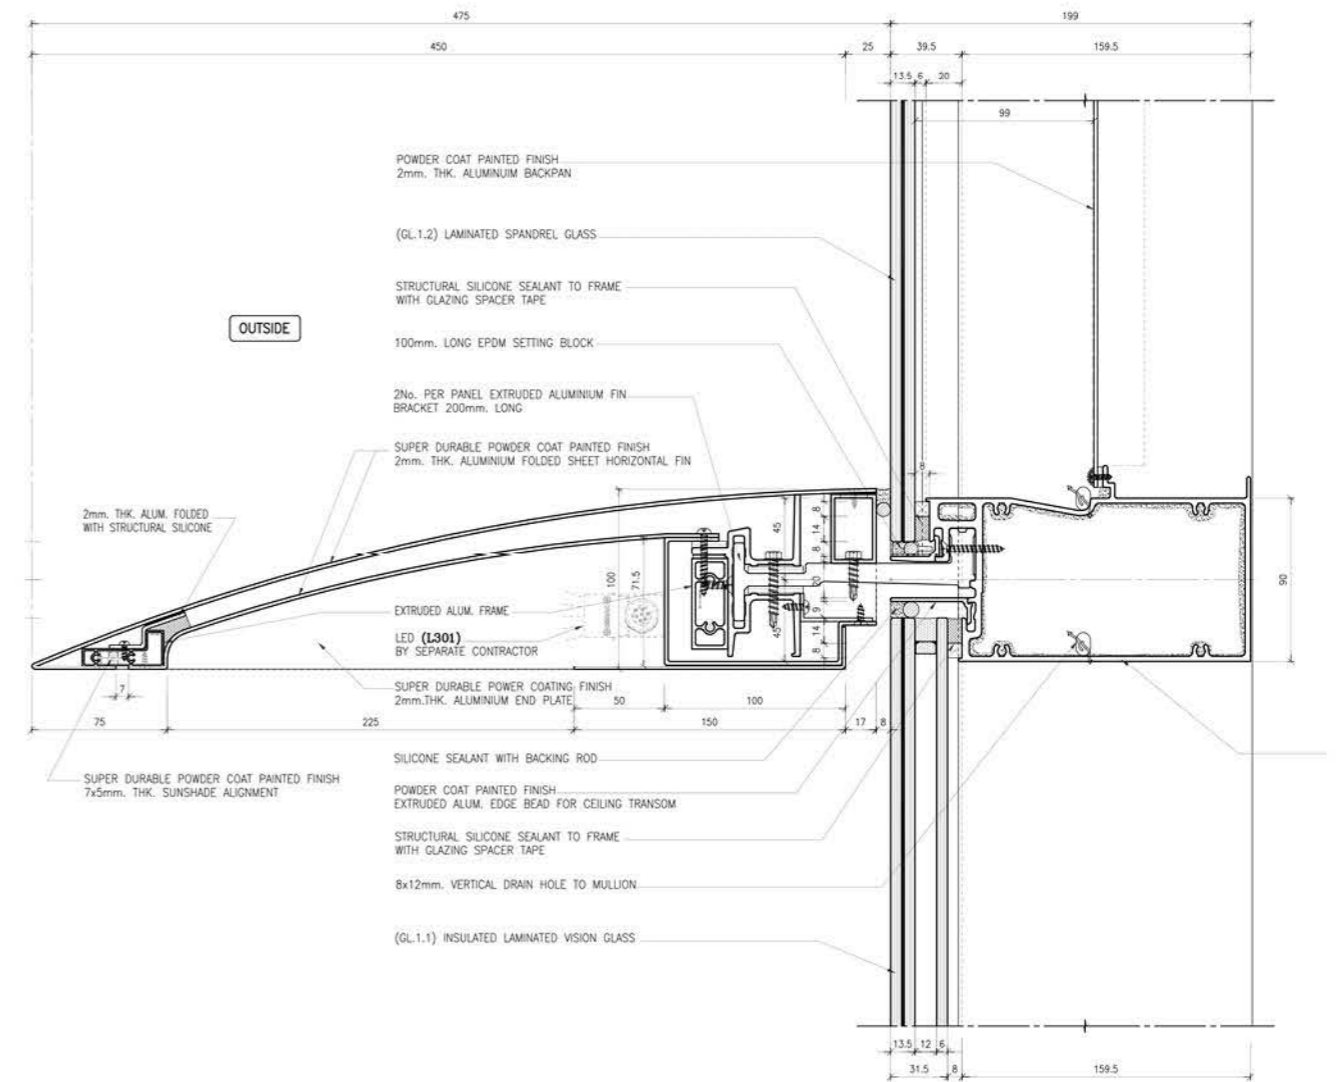 475
199
450
25
39.5
159.5
13.5
6
20
99
POWDER COAT PAINTED FINISH
2mm. THK. ALUMINUIM BACKPAN
(GL.1.2) LAMINATED SPANDREL GLASS
STRUCTURAL SILICONE SEALANT TO FRAME
WITH GLAZING SPACER TAPE
OUTSIDE
100mm. LONG EPDM SETTING BLOCK
2No. PER PANEL EXTRUDED ALUMINIUM FIN
BRACKET 200mm. LONG
SUPER DURABLE POWDER COAT PAINTED FINISH
2mm. THK. ALUMINIUM FOLDED SHEET HORIZONTAL FIN
8
2mm. THK. ALUM. FOLDED
WITH STRUCTURAL SILICONE
45
8
14
8
100
71.5
20
90
EXTRUDED ALUM. FRAME
9
LED (L301)
BY SEPARATE CONTRACTOR
45
14
8
7
SUPER DURABLE POWER COATING FINISH
2mm.THK. ALUMINIUM END PLATE
50
100
75
225
150
17
8
SILICONE SEALANT WITH BACKING ROD
SUPER DURABLE POWDER COAT PAINTED FINISH
7x5mm. THK. SUNSHADE ALIGNMENT
POWDER COAT PAINTED FINISH
EXTRUDED ALUM. EDGE BEAD FOR CEILING TRANSOM
STRUCTURAL SILICONE SEALANT TO FRAME
WITH GLAZING SPACER TAPE
8x12mm. VERTICAL DRAIN HOLE TO MULLION
(GL.1.1) INSULATED LAMINATED VISION GLASS
13.5
12
6
31.5
8
159.5